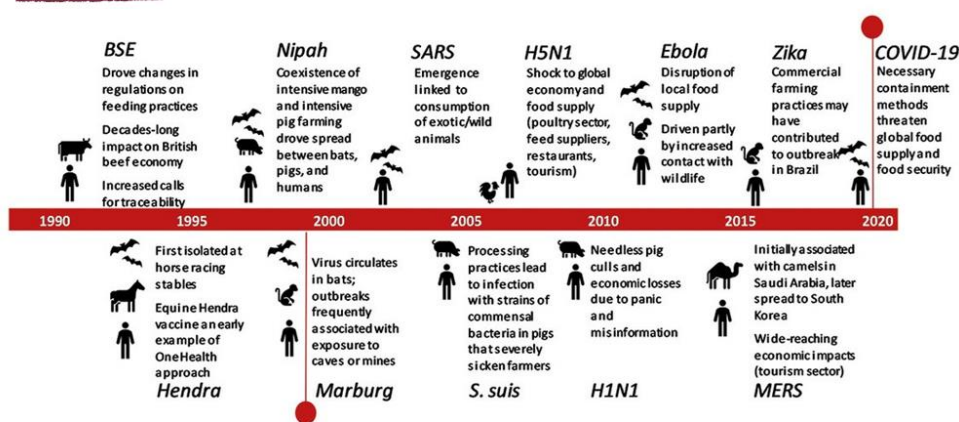 BSE
Drove changes in
regulations on
feeding practices
Decades-long
impact on British
beef economy
Increased calls
for traceability
Nipah
Coexistence of
intensive mango
and intensive
pig farming
drove spread
between bats,
pigs, and
humans
SARS
Emergence
linked to
consumption
of exotic/wild
animals
H5N1
Shock to global
economy and
food supply
(poultry sector,
feed suppliers,
restaurants,
tourism)
Ebola
Disruption of
local food
supply
Driven partly
by increased
contact with
wildlife
Zika
Commercial
farming
practices may
have
contributed
to outbreak
in Brazil
COVID-19
Necessary
containment
methods
threaten
global food
supply and
food security
1990 1995 2000 2005 2010 2015 2020
First isolated at
horse racing
stables
Equine Hendra
vaccine an early
example of
OneHealth
approach
Hendra
Virus circulates
in bats;
outbreaks
frequently
associated with
exposure to
caves or mines
Marburg
Processing
practices lead
to infection
with strains of
commensal
bacteria in pigs
that severely
sicken farmers
S. suis
Needless pig
culls and
economic losses
due to panic
and
misinformation
H1N1
Initially associated
with camels in
Saudi Arabia, later
spread to South
Korea
Wide-reaching
economic impacts
(tourism sector)
MERS